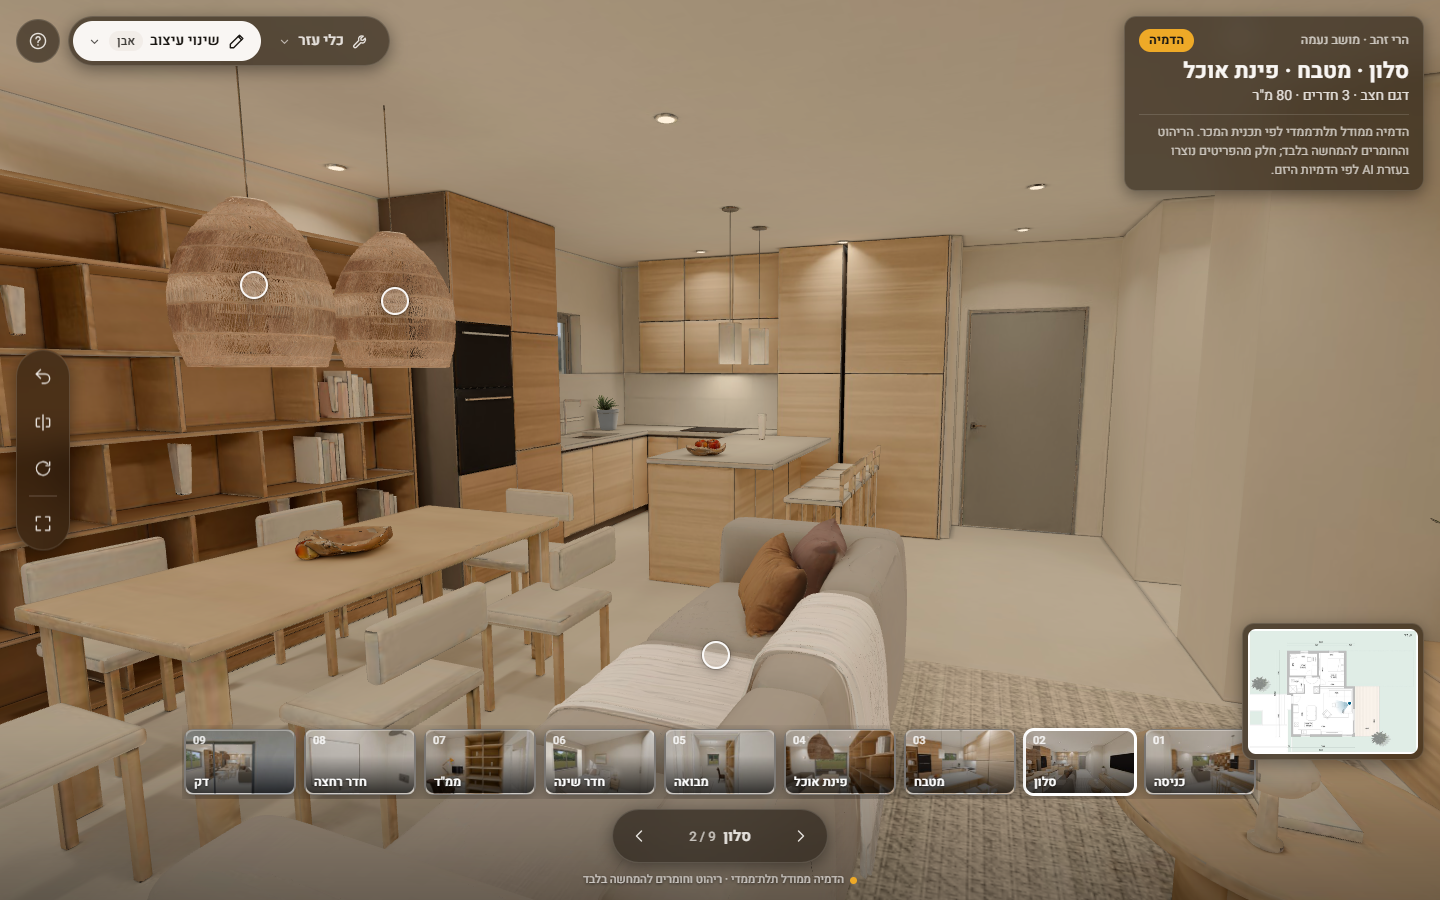 הרי זהב · מושב נעמה
הדמיה
סלון · מטבח · פינת אוכל
דגם חצב · 3 חדרים · 80 מ"ר
הדמיה ממודל תלת־ממדי לפי תכנית המכר. הריהוט
והחומרים להמחשה בלבד; חלק מהפריטים נוצרו
בעזרת AI לפי הדמיות היזם.
כלי עזר
שינוי עיצוב אבן
01
כניסה
02
סלון
03
מטבח
04
פינת אוכל
05
מבואה
06
חדר שינה
07
ממ"ד
08
חדר רחצה
09
דק
סלון 2 / 9
הדמיה ממודל תלת־ממדי · ריהוט וחומרים להמחשה בלבד